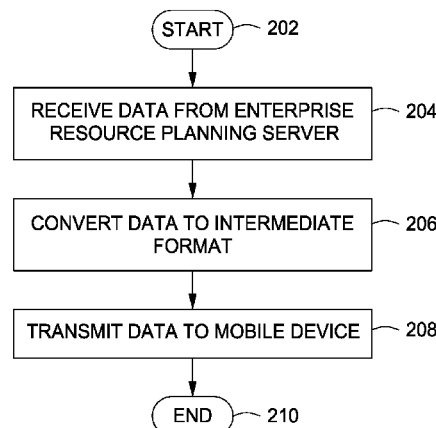 START
202
RECEIVE DATA FROM ENTERPRISE
RESOURCE PLANNING SERVER
204
CONVERT DATA TO INTERMEDIATE
FORMAT
206
TRANSMIT DATA TO MOBILE DEVICE
208
END
210